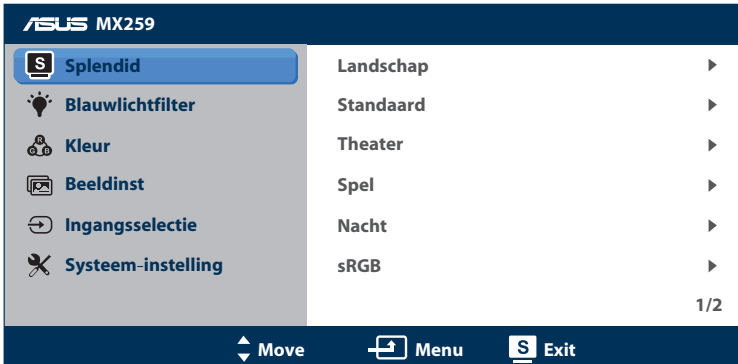 ASUS MX259
S Splendid
Blauwlichtfilter
R G B Kleur
Beeldinst
Ingangsselectie
Systeem-instelling
Landschap
Standaard
Theater
Spel
Nacht
sRGB
1/2
Move Menu S Exit